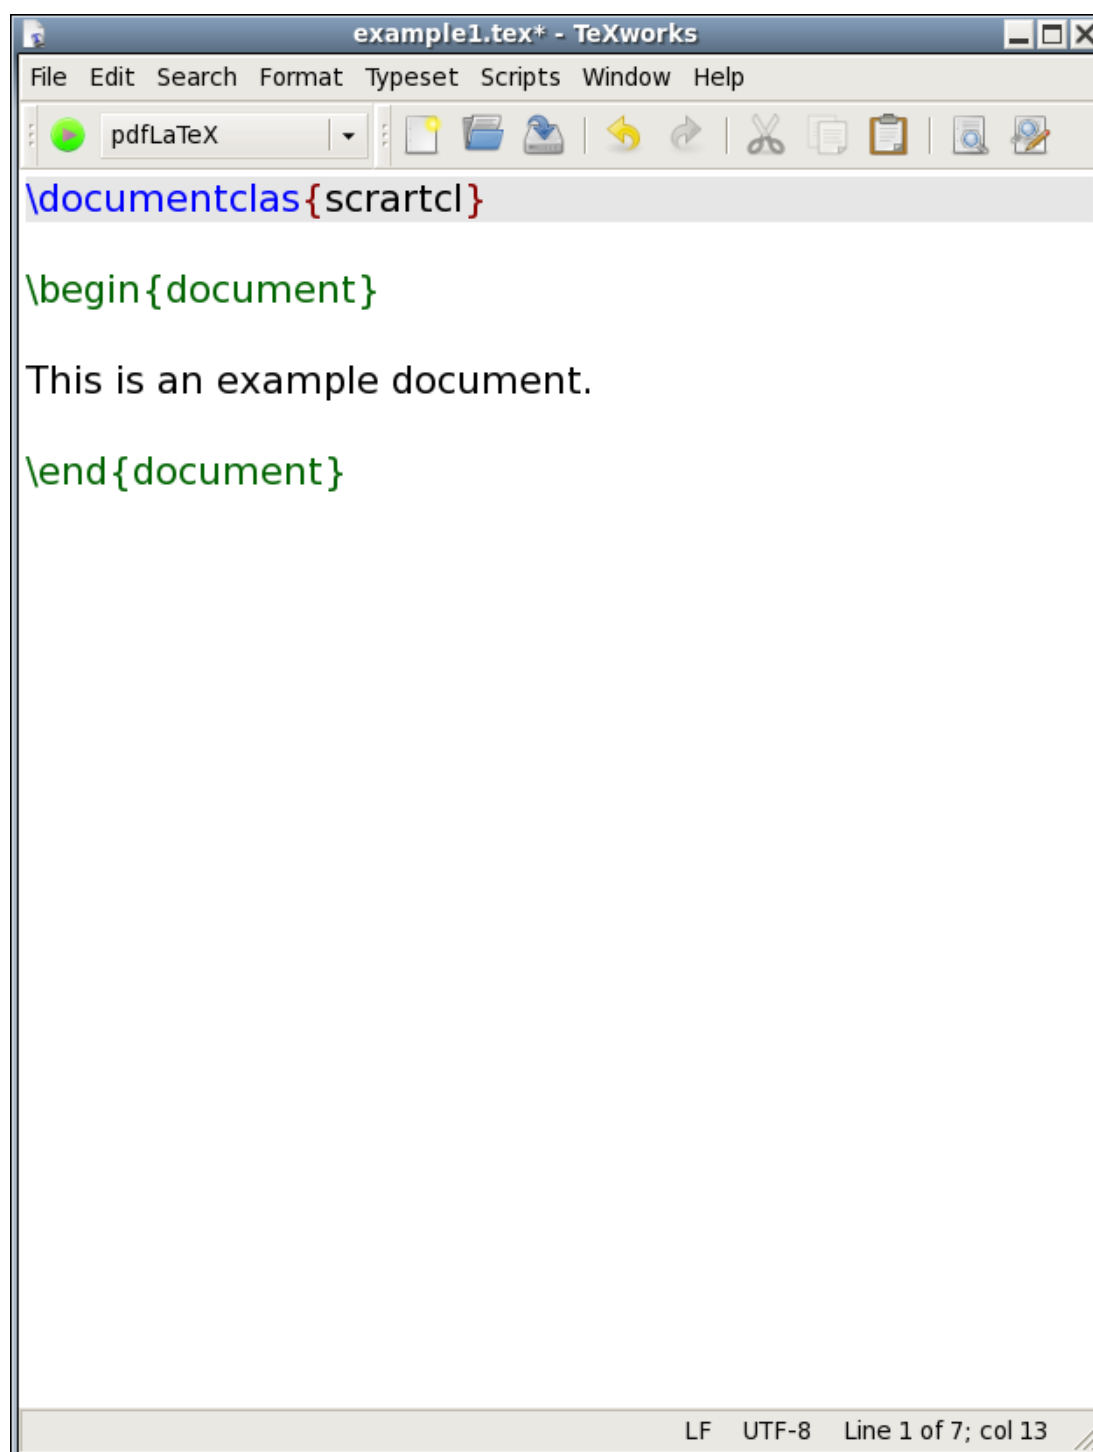 example1.tex* - TeXworks
File Edit Search Format Typeset Scripts Window Help
pdfLaTeX
\documentclas{scrartcl}
\begin{document}
This is an example document.
\end{document}
LF UTF-8 Line 1 of 7; col 13